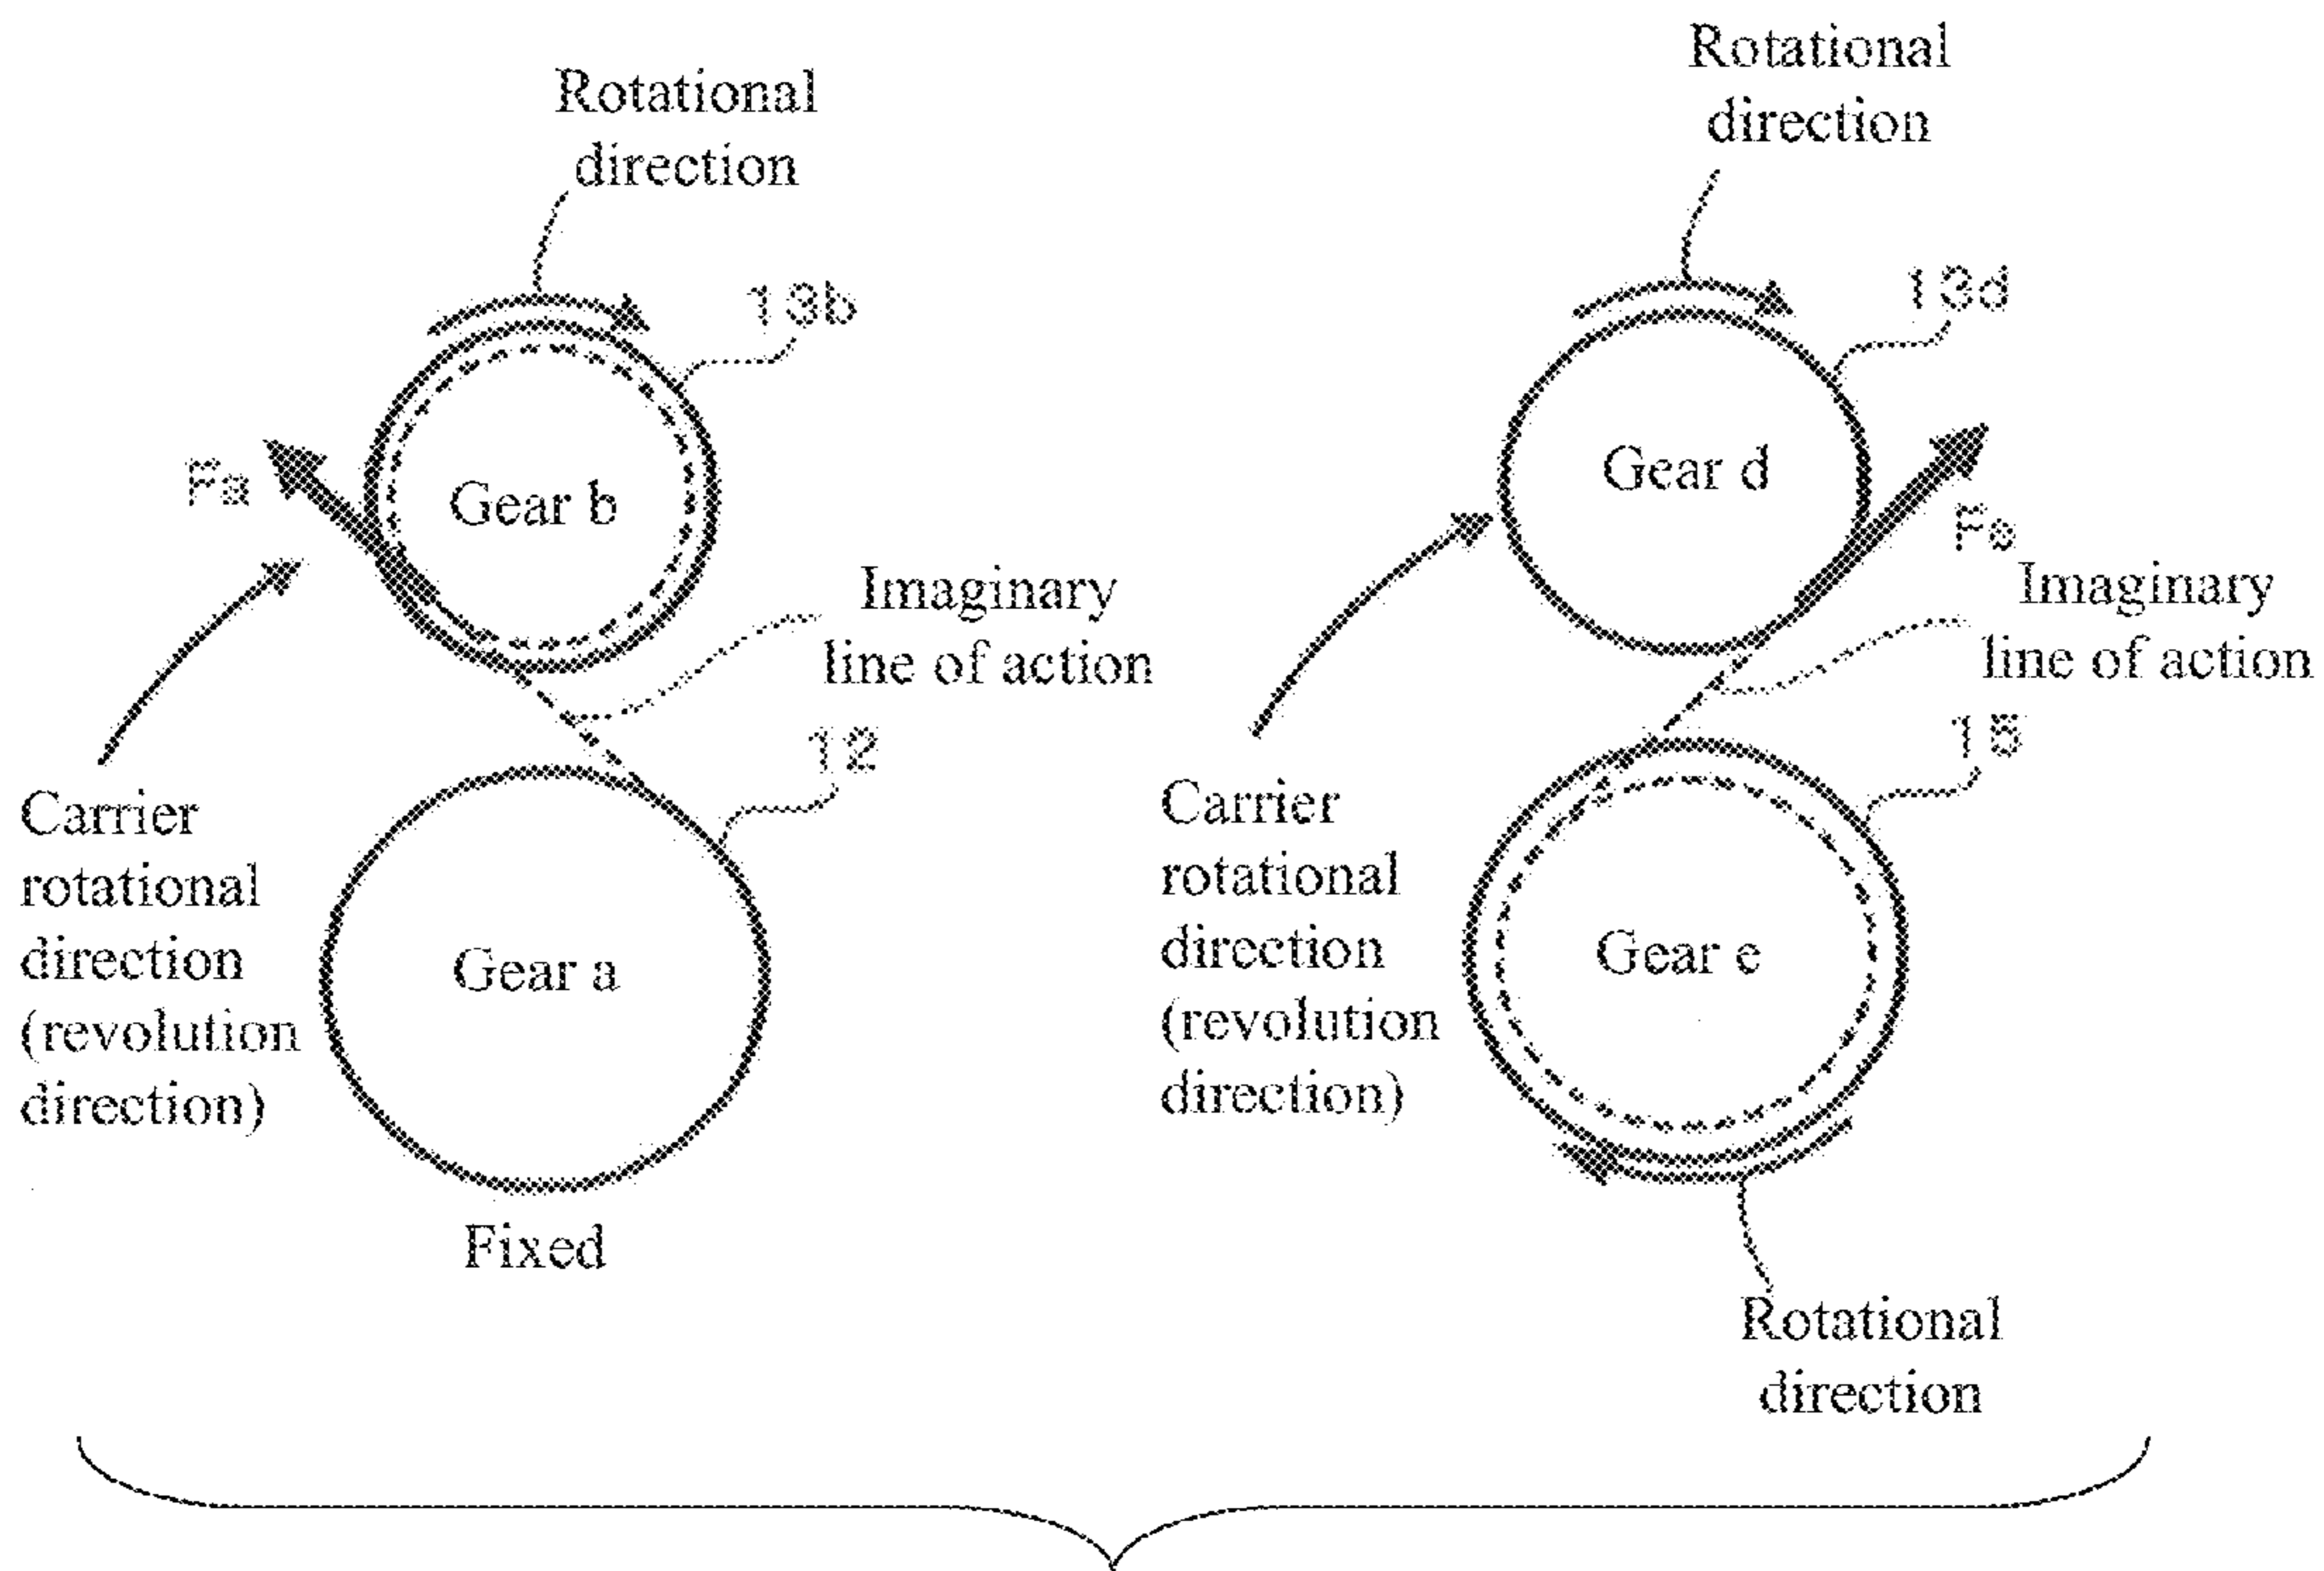 Rotational
direction
13b
Fa
Gear b
Imaginary
line of action
12
Carrier
rotational
direction
(revolution
direction)
Gear a
Fixed
Rotational
direction
13d
Gear d
Fe
Imaginary
line of action
15
Carrier
rotational
direction
(revolution
direction)
Gear e
Rotational
direction